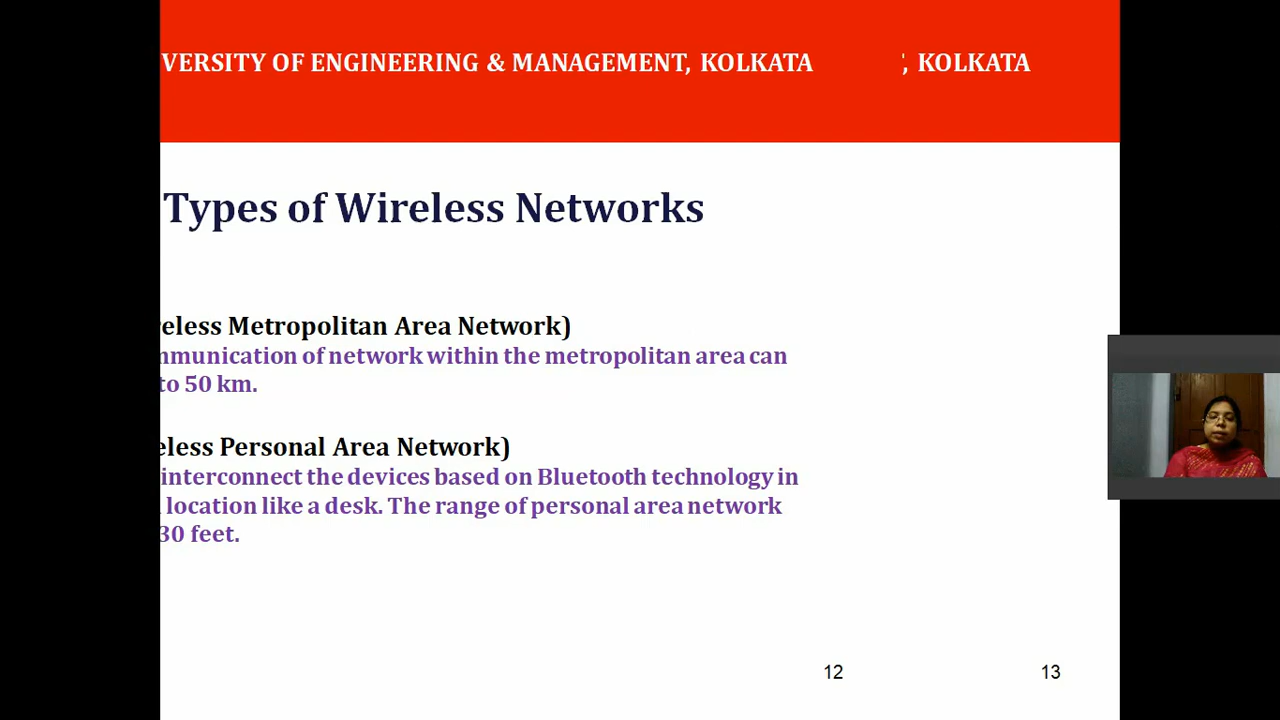 VERSITY OF ENGINEERING & MANAGEMENT, KOLKATA , KOLKATA
Types of Wireless Networks
eless Metropolitan Area Network)
mmunication of network within the metropolitan area can
to 50 km.
eless Personal Area Network)
interconnect the devices based on Bluetooth technology in
location like a desk. The range of personal area network
30 feet.
12 13